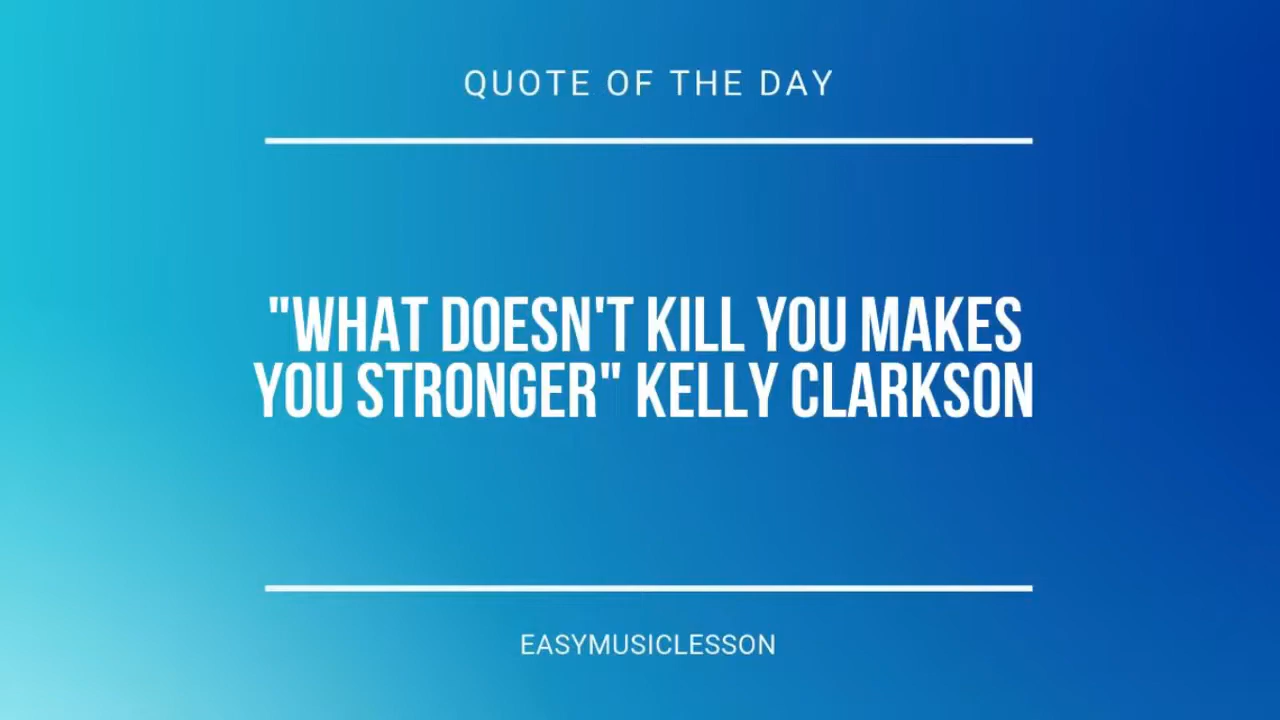 QUOTE OF THE DAY
"WHAT DOESN'T KILL YOU MAKES
YOU STRONGER" KELLY CLARKSON
EASYMUSICLESSON